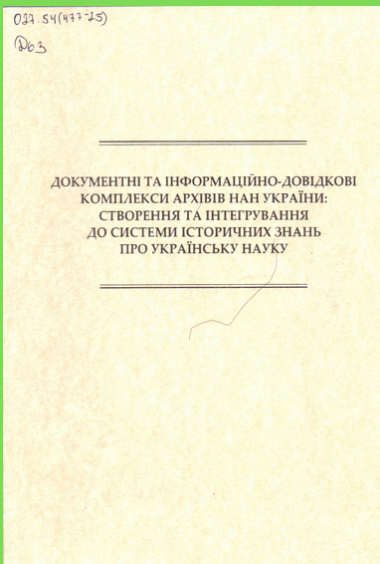 027.54(477-25)
Д63
ДОКУМЕНТНІ ТА ІНФОРМАЦІЙНО-ДОВІДКОВІ
КОМПЛЕКСИ АРХІВІВ НАН УКРАЇНИ:
СТВОРЕННЯ ТА ІНТЕГРУВАННЯ
ДО СИСТЕМИ ІСТОРИЧНИХ ЗНАНЬ
ПРО УКРАЇНСЬКУ НАУКУ